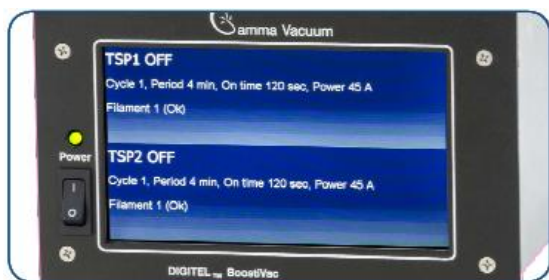 Gamma Vacuum
TSP1 OFF
Cycle 1, Period 4 min, On time 120 sec, Power 45 A
Filament 1 (Ok)
Power
TSP2 OFF
Cycle 1, Period 4 min, On time 120 sec, Power 45 A
Filament 1 (Ok)
I
O
DIGITEL™ BoostiVac